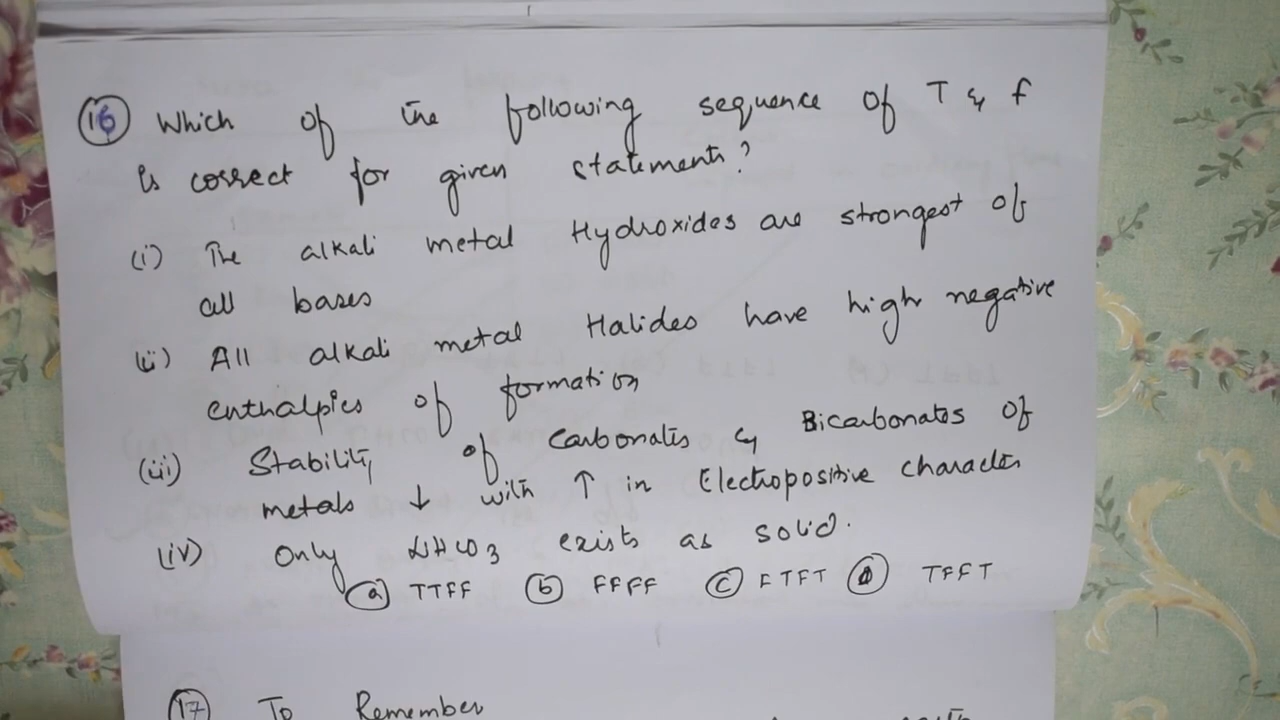 16 Which of the following sequence of T & f
is correct for given statements?
(i) The alkali metal Hydroxides are strongest of
all bases
(ii) All alkali metal Halides have high negative
enthalpies of formation
(iii) Stability of carbonates & Bicarbonates of
metals ↓ with ↑ in Electropositive character
(iv) Only LiHCO3 exists as solid.
a TTFF b FFFF c FTFT d TFFT
17 To Remember